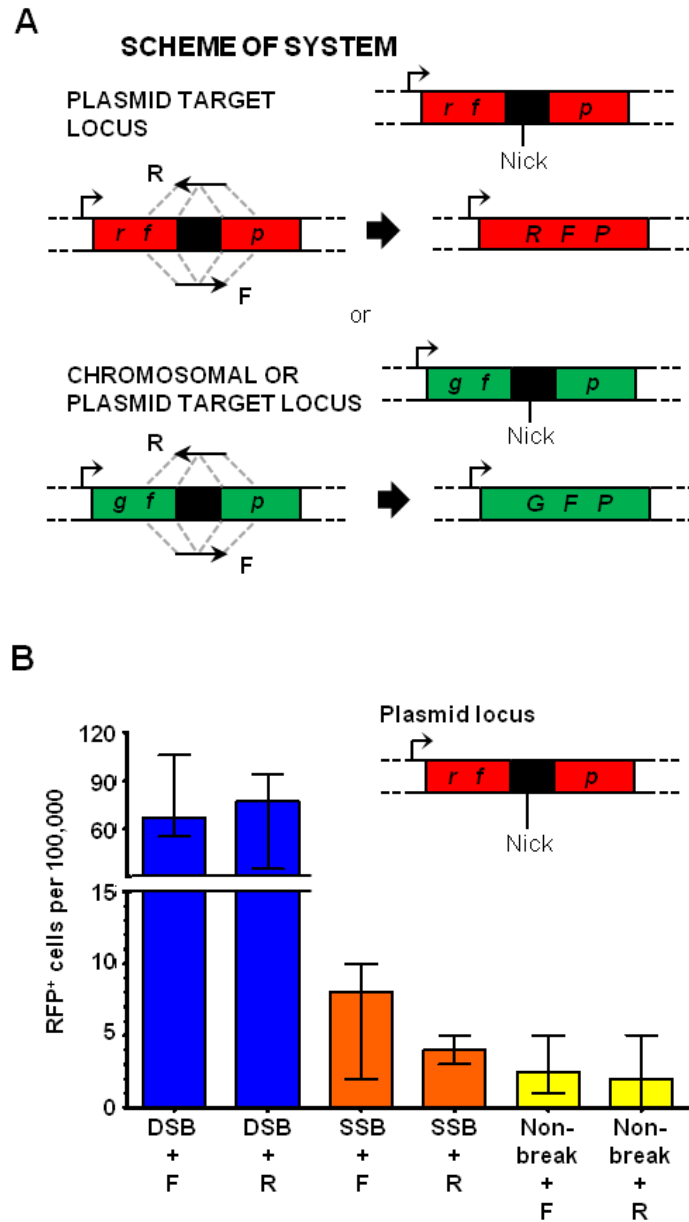 A
SCHEME OF SYSTEM
PLASMID TARGET
LOCUS
r f p
Nick
R
r f p
F
R F P
or
CHROMOSOMAL OR
PLASMID TARGET LOCUS
g f p
Nick
R
g f p
F
G F P
B
Plasmid locus
r f p
Nick
RFP+ cells per 100,000
120
90
60
15
10
5
0
DSB
+
F
DSB
+
R
SSB
+
F
SSB
+
R
Non-
break
+
F
Non-
break
+
R